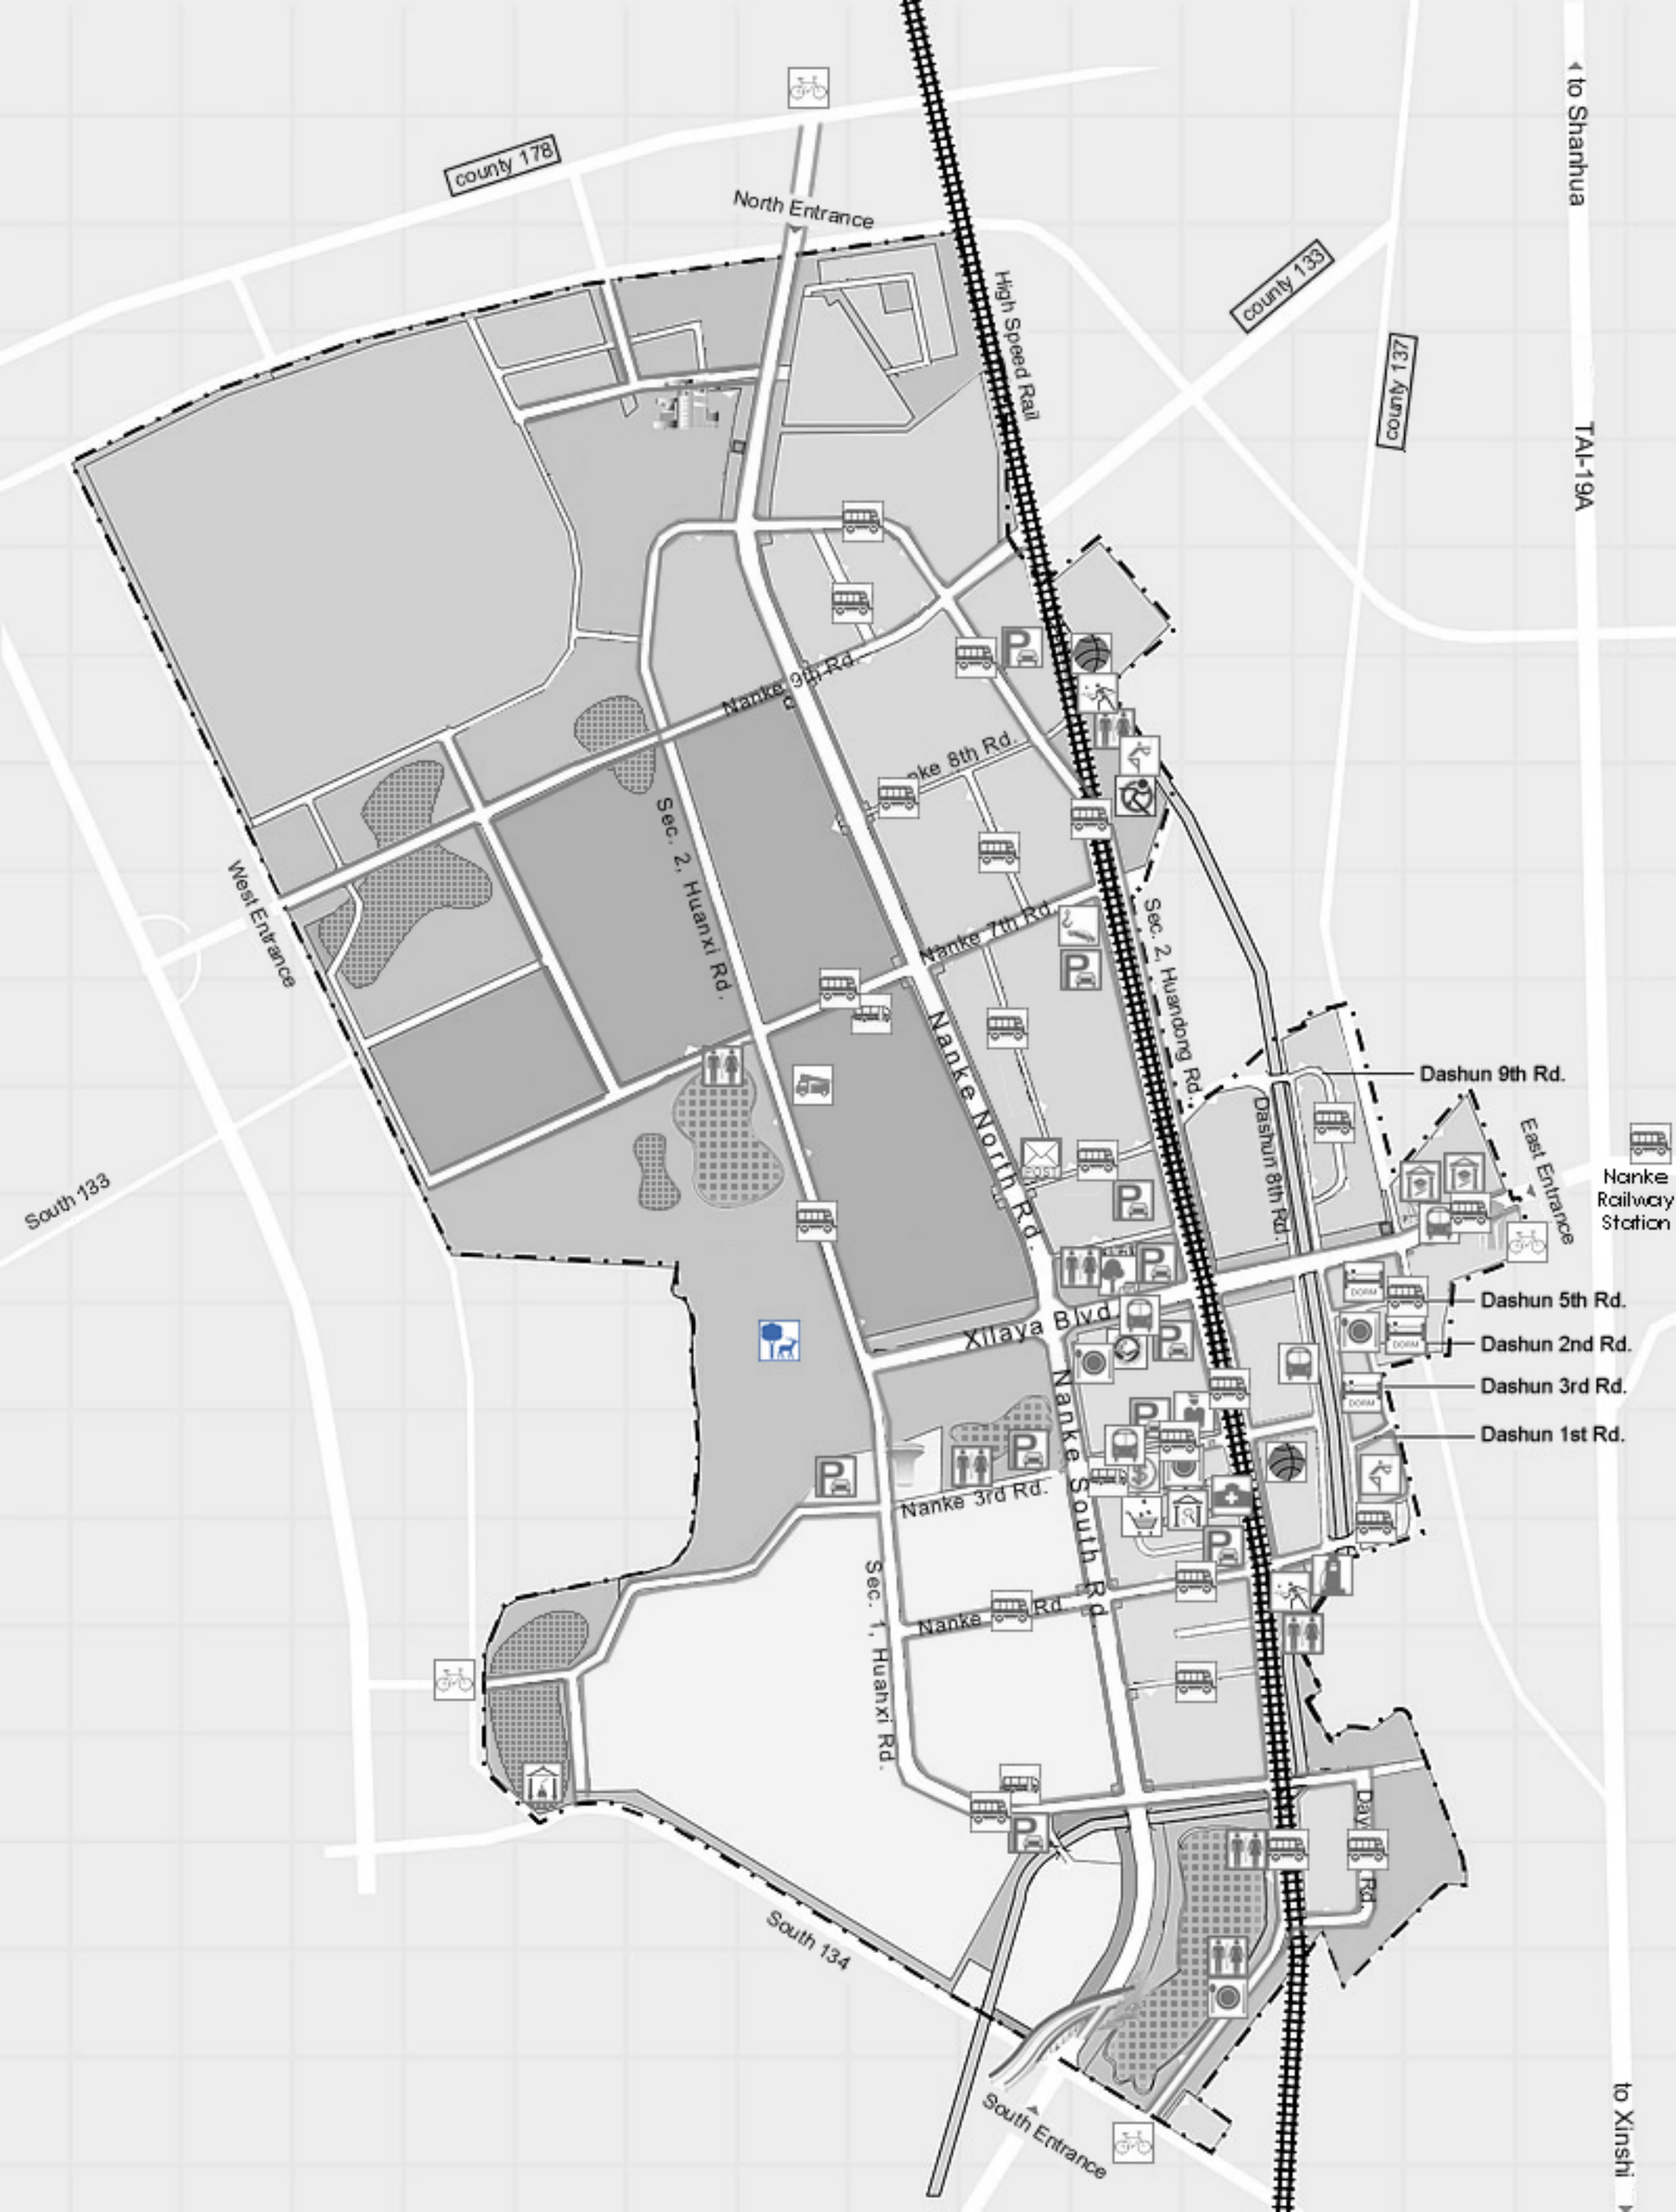 to Shanhua
county 178
North Entrance
High Speed Rail
county 133
county 137
TAI-19A
Nanke 9th Rd.
8th Rd.
Sec. 2, Huanxi Rd.
West Entrance
Nanke 7th Rd.
Sec. 2, Huandong Rd.
Nanke North Rd.
Dashun 9th Rd.
Dashun 8th Rd.
East Entrance
Nanke
Railway
Station
South 133
POST
Xilaya Blvd.
DORM
Dashun 5th Rd.
DORM
Dashun 2nd Rd.
DORM
Dashun 3rd Rd.
Dashun 1st Rd.
Nanke South Rd.
Nanke 3rd Rd.
Nanke Rd.
Sec. 1, Huanxi Rd.
Rd.
South 134
South Entrance
to Xinshi
P
P
P
P
P
P
P
P
P
P
P